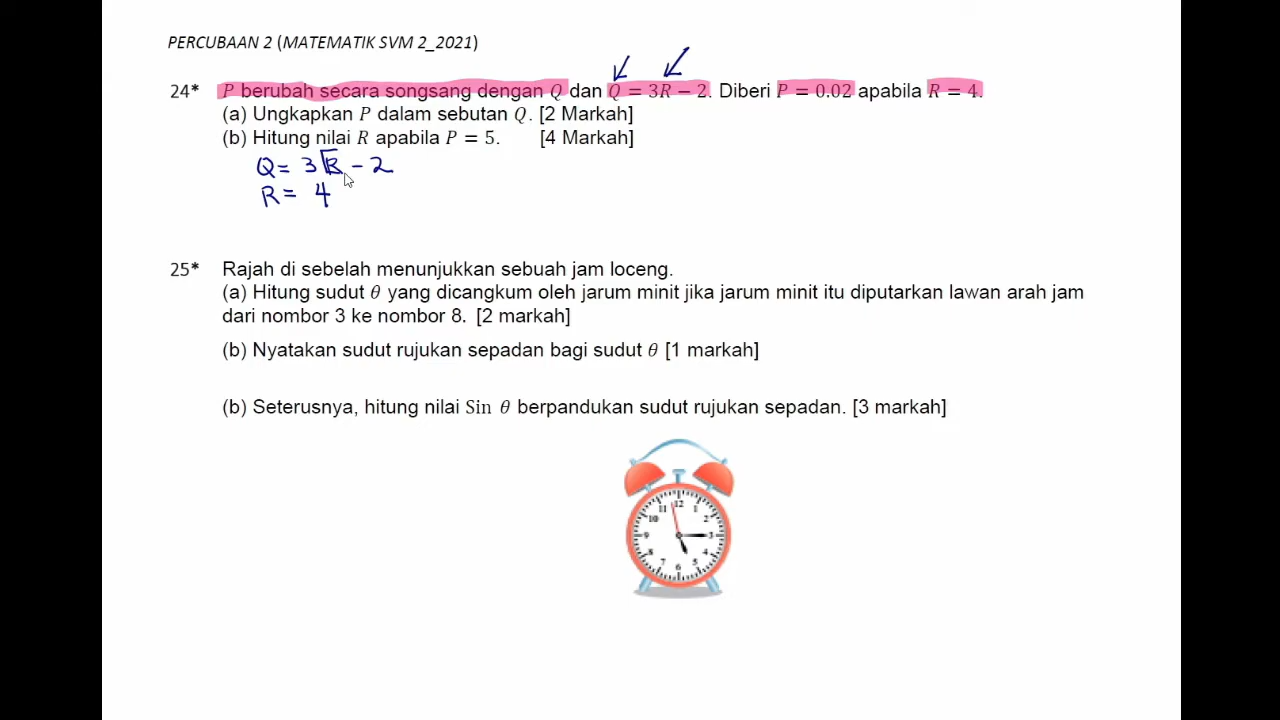 PERCUBAAN 2 (MATEMATIK SVM 2_2021)
24* P berubah secara songsang dengan Q dan Q = 3R − 2. Diberi P = 0.02 apabila R = 4.
(a) Ungkapkan P dalam sebutan Q. [2 Markah]
(b) Hitung nilai R apabila P = 5. [4 Markah]
Q = 3 R − 2
R = 4
25* Rajah di sebelah menunjukkan sebuah jam loceng.
(a) Hitung sudut θ yang dicangkum oleh jarum minit jika jarum minit itu diputarkan lawan arah jam
dari nombor 3 ke nombor 8. [2 markah]
(b) Nyatakan sudut rujukan sepadan bagi sudut θ [1 markah]
(b) Seterusnya, hitung nilai Sin θ berpandukan sudut rujukan sepadan. [3 markah]
12
11 1
10 2
9 3
8 4
7 5
6